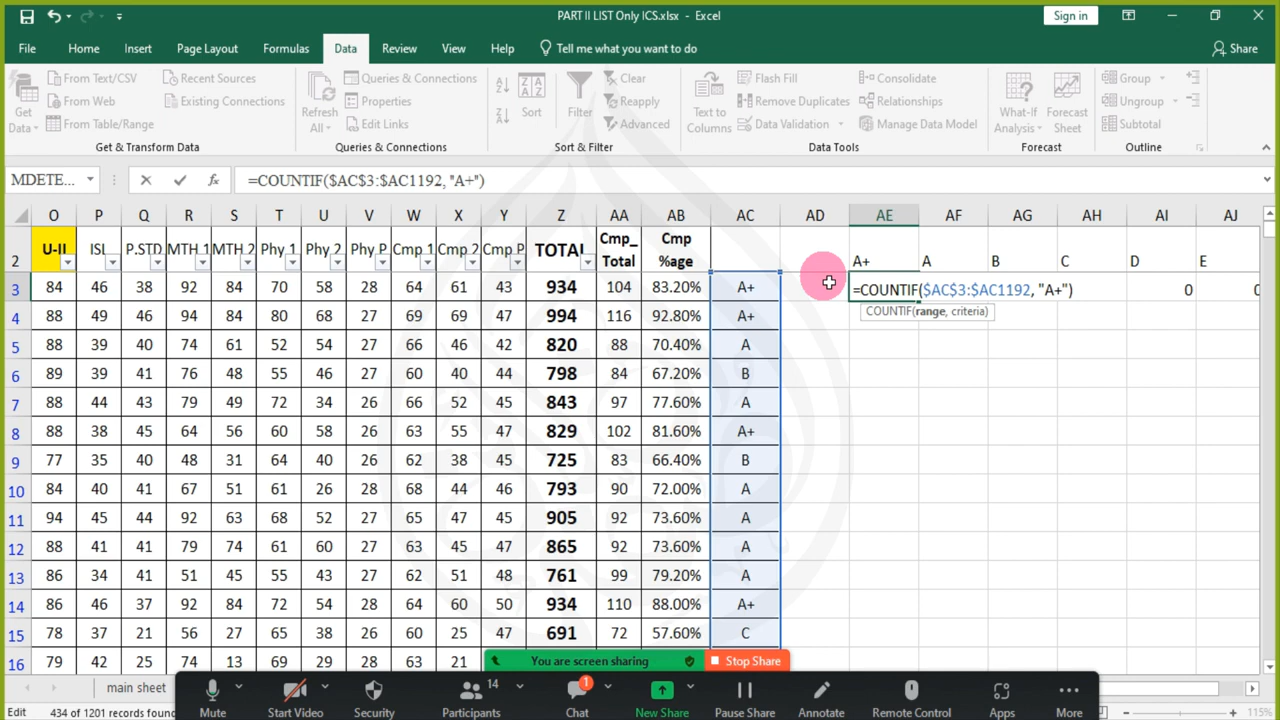 PART II LIST Only ICS.xlsx - Excel
Sign in
File Home Insert Page Layout Formulas Data Review View Help Tell me what you want to do Share
Get Data
From Text/CSV
From Web
From Table/Range
Recent Sources
Existing Connections
Get & Transform Data
Refresh All
Queries & Connections
Properties
Edit Links
Queries & Connections
Sort
Filter
Clear
Reapply
Advanced
Sort & Filter
Text to Columns
Flash Fill
Remove Duplicates
Data Validation
Consolidate
Relationships
Manage Data Model
Data Tools
What-If Analysis
Forecast Sheet
Forecast
Group
Ungroup
Subtotal
Outline
MDETE... fx =COUNTIF($AC$3:$AC1192, "A+")
O P Q R S T U V W X Y Z AA AB AC AD AE AF AG AH AI AJ
2 U-II ISL P.STD MTH 1 MTH 2 Phy 1 Phy 2 Phy P Cmp 1 Cmp 2 Cmp P TOTAL Cmp_ Total Cmp %age A+ A B C D E
3 84 46 38 92 84 70 58 28 64 61 43 934 104 83.20% A+ =COUNTIF($AC$3:$AC1192, "A+") 0 0
COUNTIF(range, criteria)
4 88 49 46 94 84 80 68 27 69 69 47 994 116 92.80% A+
5 88 39 40 74 61 52 54 27 66 46 42 820 88 70.40% A
6 89 39 41 76 48 55 46 27 60 40 44 798 84 67.20% B
7 88 44 43 79 49 72 34 26 66 52 45 843 97 77.60% A
8 88 38 45 64 56 60 58 26 63 55 47 829 102 81.60% A+
9 77 35 40 48 31 64 40 26 62 38 45 725 83 66.40% B
10 84 40 41 67 51 61 26 28 68 44 46 793 90 72.00% A
11 94 45 44 92 63 68 52 27 65 47 45 905 92 73.60% A
12 88 41 41 79 74 61 60 27 63 45 47 865 92 73.60% A
13 86 34 41 51 45 55 43 27 62 51 48 761 99 79.20% A
14 86 46 37 92 84 72 54 28 64 60 50 934 110 88.00% A+
15 78 37 21 56 27 65 38 26 60 25 47 691 72 57.60% C
16 79 42 25 74 13 69 29 28 63 21
You are screen sharing Stop Share
main sheet
Mute Start Video Security 14 Participants 1 Chat New Share Pause Share Annotate Remote Control Apps More
Edit 434 of 1201 records found 115%